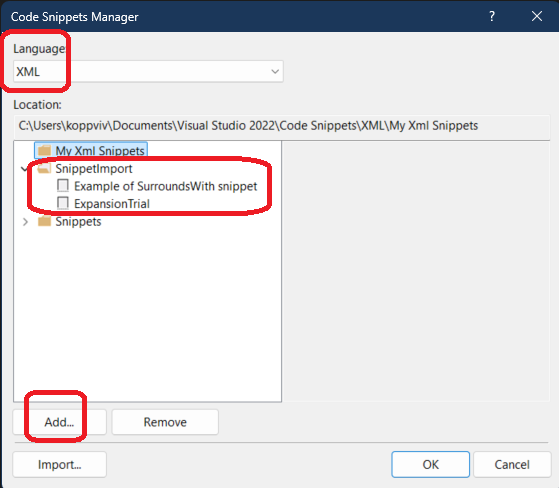 Code Snippets Manager
?
Language:
XML
Location:
C:\Users\koppviv\Documents\Visual Studio 2022\Code Snippets\XML\My Xml Snippets
My Xml Snippets
SnippetImport
Example of SurroundsWith snippet
ExpansionTrial
Snippets
Add...
Remove
Import...
OK
Cancel